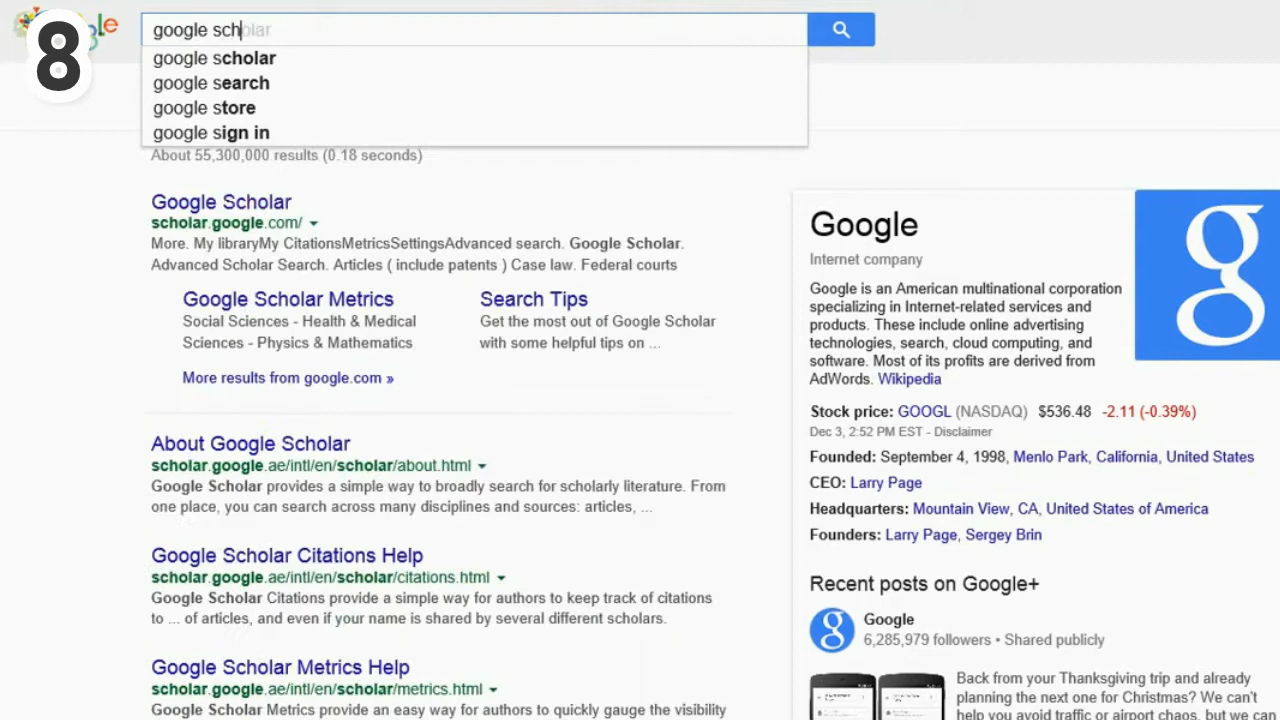 8
gle
google scholar
google scholar
google search
google store
google sign in
About 55,300,000 results (0.18 seconds)
Google Scholar
scholar.google.com/
More. My libraryMy CitationsMetricsSettingsAdvanced search. Google Scholar.
Advanced Scholar Search. Articles ( include patents ) Case law. Federal courts
Google Scholar Metrics
Social Sciences - Health & Medical
Sciences - Physics & Mathematics
Search Tips
Get the most out of Google Scholar
with some helpful tips on ...
More results from google.com »
About Google Scholar
scholar.google.ae/intl/en/scholar/about.html
Google Scholar provides a simple way to broadly search for scholarly literature. From
one place, you can search across many disciplines and sources: articles, ...
Google Scholar Citations Help
scholar.google.ae/intl/en/scholar/citations.html
Google Scholar Citations provide a simple way for authors to keep track of citations
to ... of articles, and even if your name is shared by several different scholars.
Google Scholar Metrics Help
scholar.google.ae/intl/en/scholar/metrics.html
Google Scholar Metrics provide an easy way for authors to quickly gauge the visibility
Google
Internet company
g
Google is an American multinational corporation
specializing in Internet-related services and
products. These include online advertising
technologies, search, cloud computing, and
software. Most of its profits are derived from
AdWords. Wikipedia
Stock price: GOOGL (NASDAQ) $536.48 -2.11 (-0.39%)
Dec 3, 2:52 PM EST - Disclaimer
Founded: September 4, 1998, Menlo Park, California, United States
CEO: Larry Page
Headquarters: Mountain View, CA, United States of America
Founders: Larry Page, Sergey Brin
Recent posts on Google+
g
Google
6,285,979 followers • Shared publicly
Back from your Thanksgiving trip and already
planning the next one for Christmas? We can't
help you avoid traffic or airport chaos, but we can